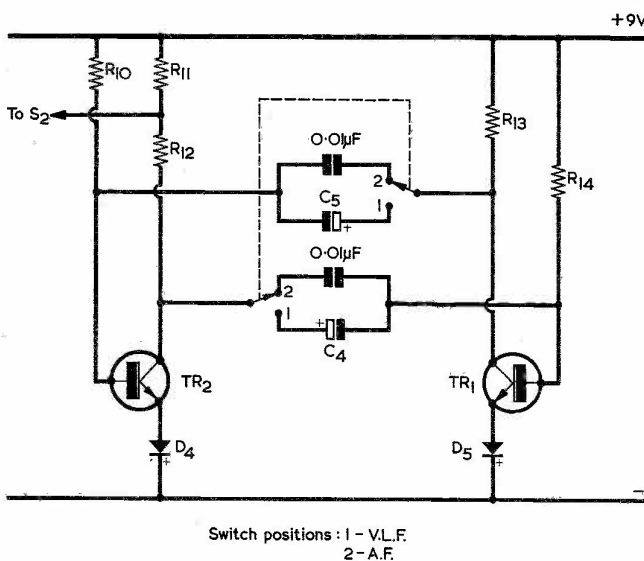 +9V
R10
R11
To S2
R12
R13
0·01µF
2
R14
C5
1
+
0·01µF
2
1
+
C4
TR2
TR1
D4
+
D5
+
−
Switch positions : 1 - V.L.F.
2 - A.F.